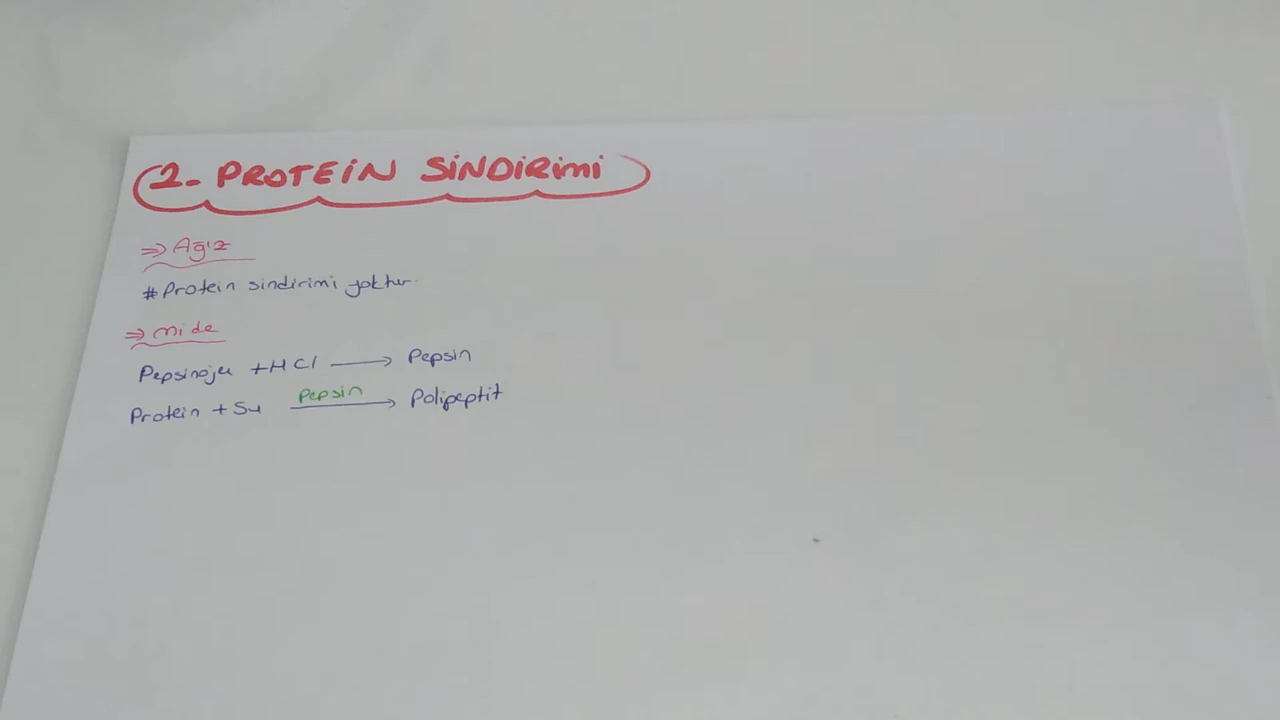 2- PROTEİN SİNDİRİMİ
⇒ Ağız
# Protein sindirimi yoktur.
⇒ mide
Pepsinojen + HCl → Pepsin
Pepsin
Protein + Su → Polipeptit